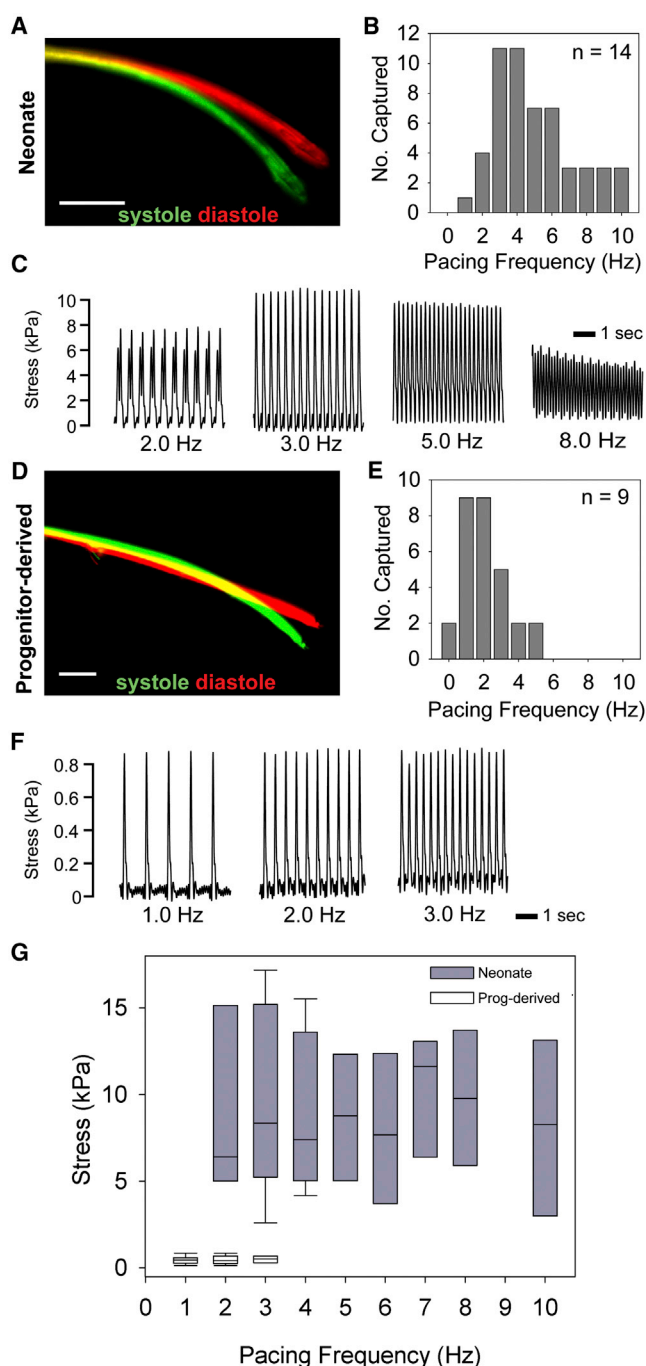 A
Neonate
systole diastole
B
n = 14
No. Captured
12
10
8
6
4
2
0
0 2 4 6 8 10
Pacing Frequency (Hz)
C
Stress (kPa)
10
8
6
4
2
0
1 sec
2.0 Hz 3.0 Hz 5.0 Hz 8.0 Hz
D
Progenitor-derived
systole diastole
E
n = 9
No. Captured
10
8
6
4
2
0
0 2 4 6 8 10
Pacing Frequency (Hz)
F
Stress (kPa)
0.8
0.6
0.4
0.2
0
1.0 Hz 2.0 Hz 3.0 Hz
1 sec
G
Neonate
Prog-derived
Stress (kPa)
15
10
5
0
0 1 2 3 4 5 6 7 8 9 10
Pacing Frequency (Hz)